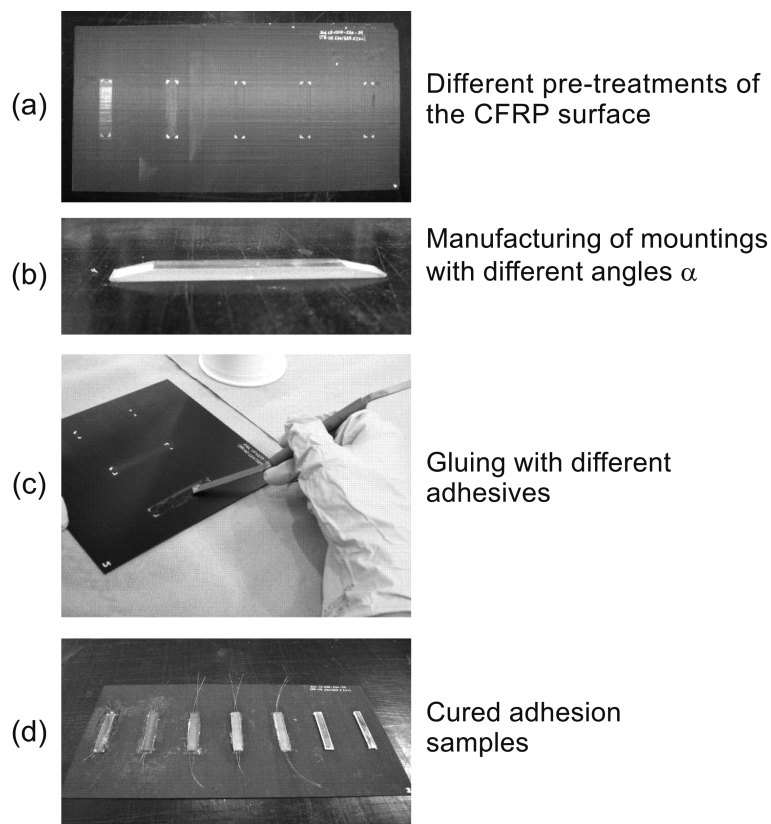 (a)
Different pre-treatments of
the CFRP surface
(b)
Manufacturing of mountings
with different angles α
(c)
Gluing with different
adhesives
5
(d)
Cured adhesion
samples